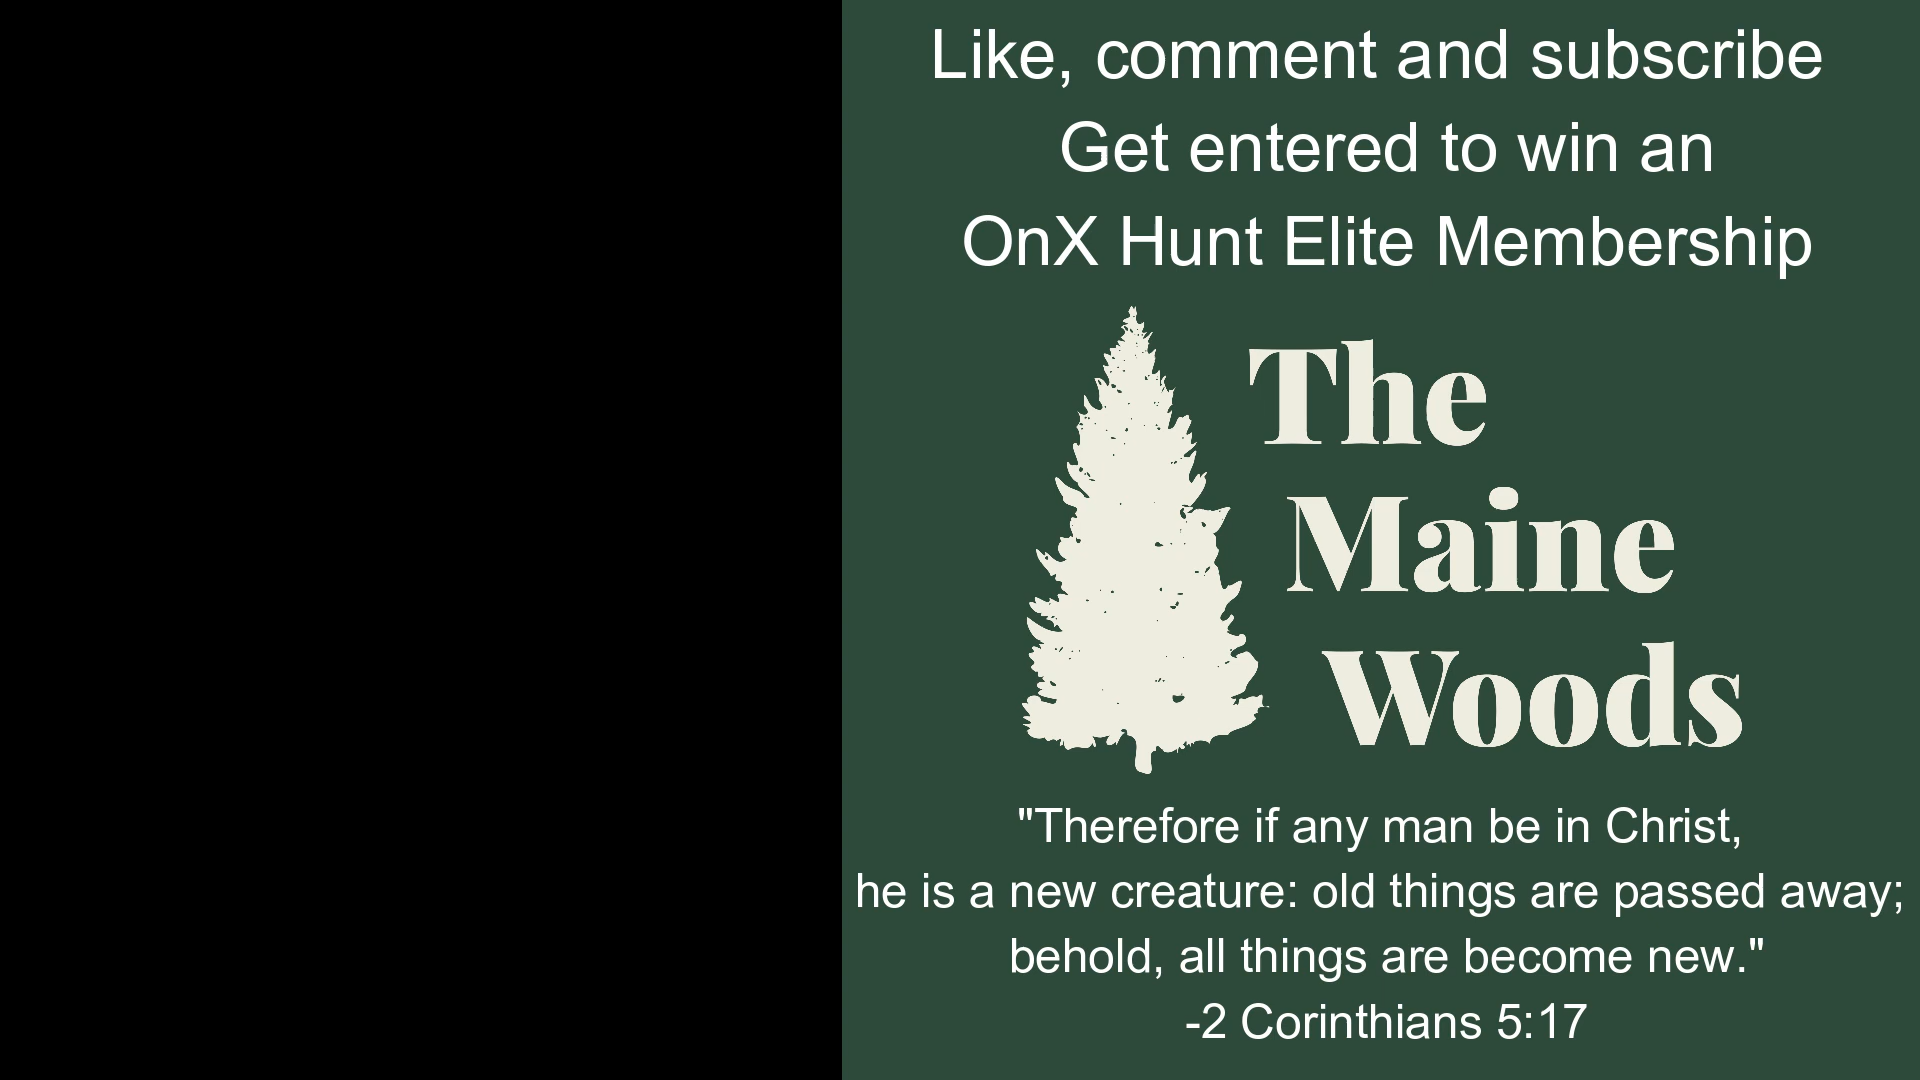 Like, comment and subscribe
Get entered to win an
OnX Hunt Elite Membership
The
Maine
Woods
"Therefore if any man be in Christ,
he is a new creature: old things are passed away;
behold, all things are become new."
-2 Corinthians 5:17